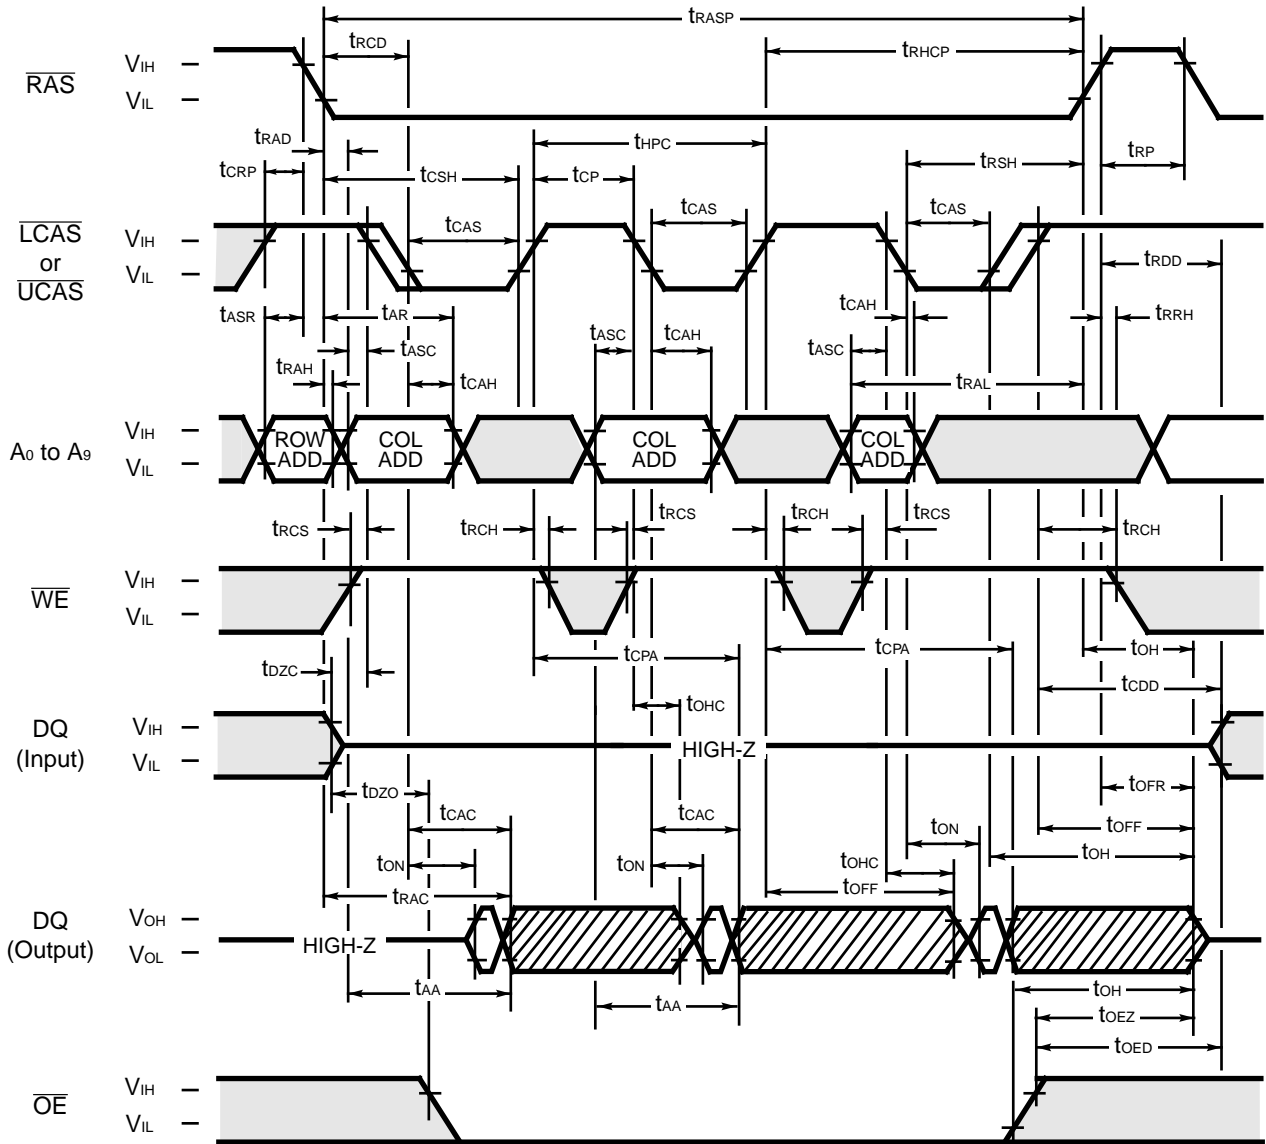 tRASP
tRCD
tRHCP
RAS
VIH
VIL
tRAD
tHPC
tCRP
tCSH
tCP
tRSH
tRP
LCAS
or
UCAS
VIH
VIL
tCAS
tCAS
tCAS
tRDD
tASR
tAR
tCAH
tRRH
tASC
tASC
tCAH
tASC
tRAH
tCAH
tRAL
A0 to A9
VIH
VIL
ROW
ADD
COL
ADD
COL
ADD
COL
ADD
tRCS
tRCH
tRCS
tRCH
tRCS
tRCH
WE
VIH
VIL
tCPA
tCPA
tOH
tDZC
tCDD
tOHC
DQ
(Input)
VIH
VIL
HIGH-Z
tDZO
tOFR
tCAC
tCAC
tON
tOFF
tON
tON
tOHC
tOH
tRAC
tOFF
DQ
(Output)
VOH
VOL
HIGH-Z
tAA
tAA
tOH
tOEZ
tOED
OE
VIH
VIL